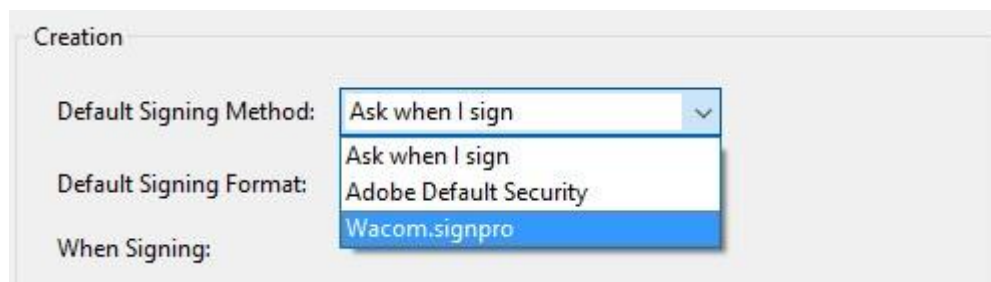 Creation
Default Signing Method: Ask when I sign
Ask when I sign
Default Signing Format: Adobe Default Security
Wacom.signpro
When Signing: